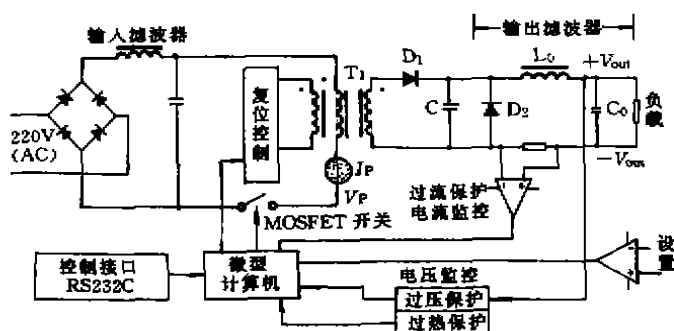 输出滤波器
输入滤波器
T₁
D₁
L₀
+Vout
复位控制
C
D₂
C₀
负载
220V
(AC)
Jₚ
Vₚ
-Vout
过流保护
电流监控
MOSFET 开关
设置
控制接口
RS232C
微型
计算机
电压监控
过压保护
过热保护